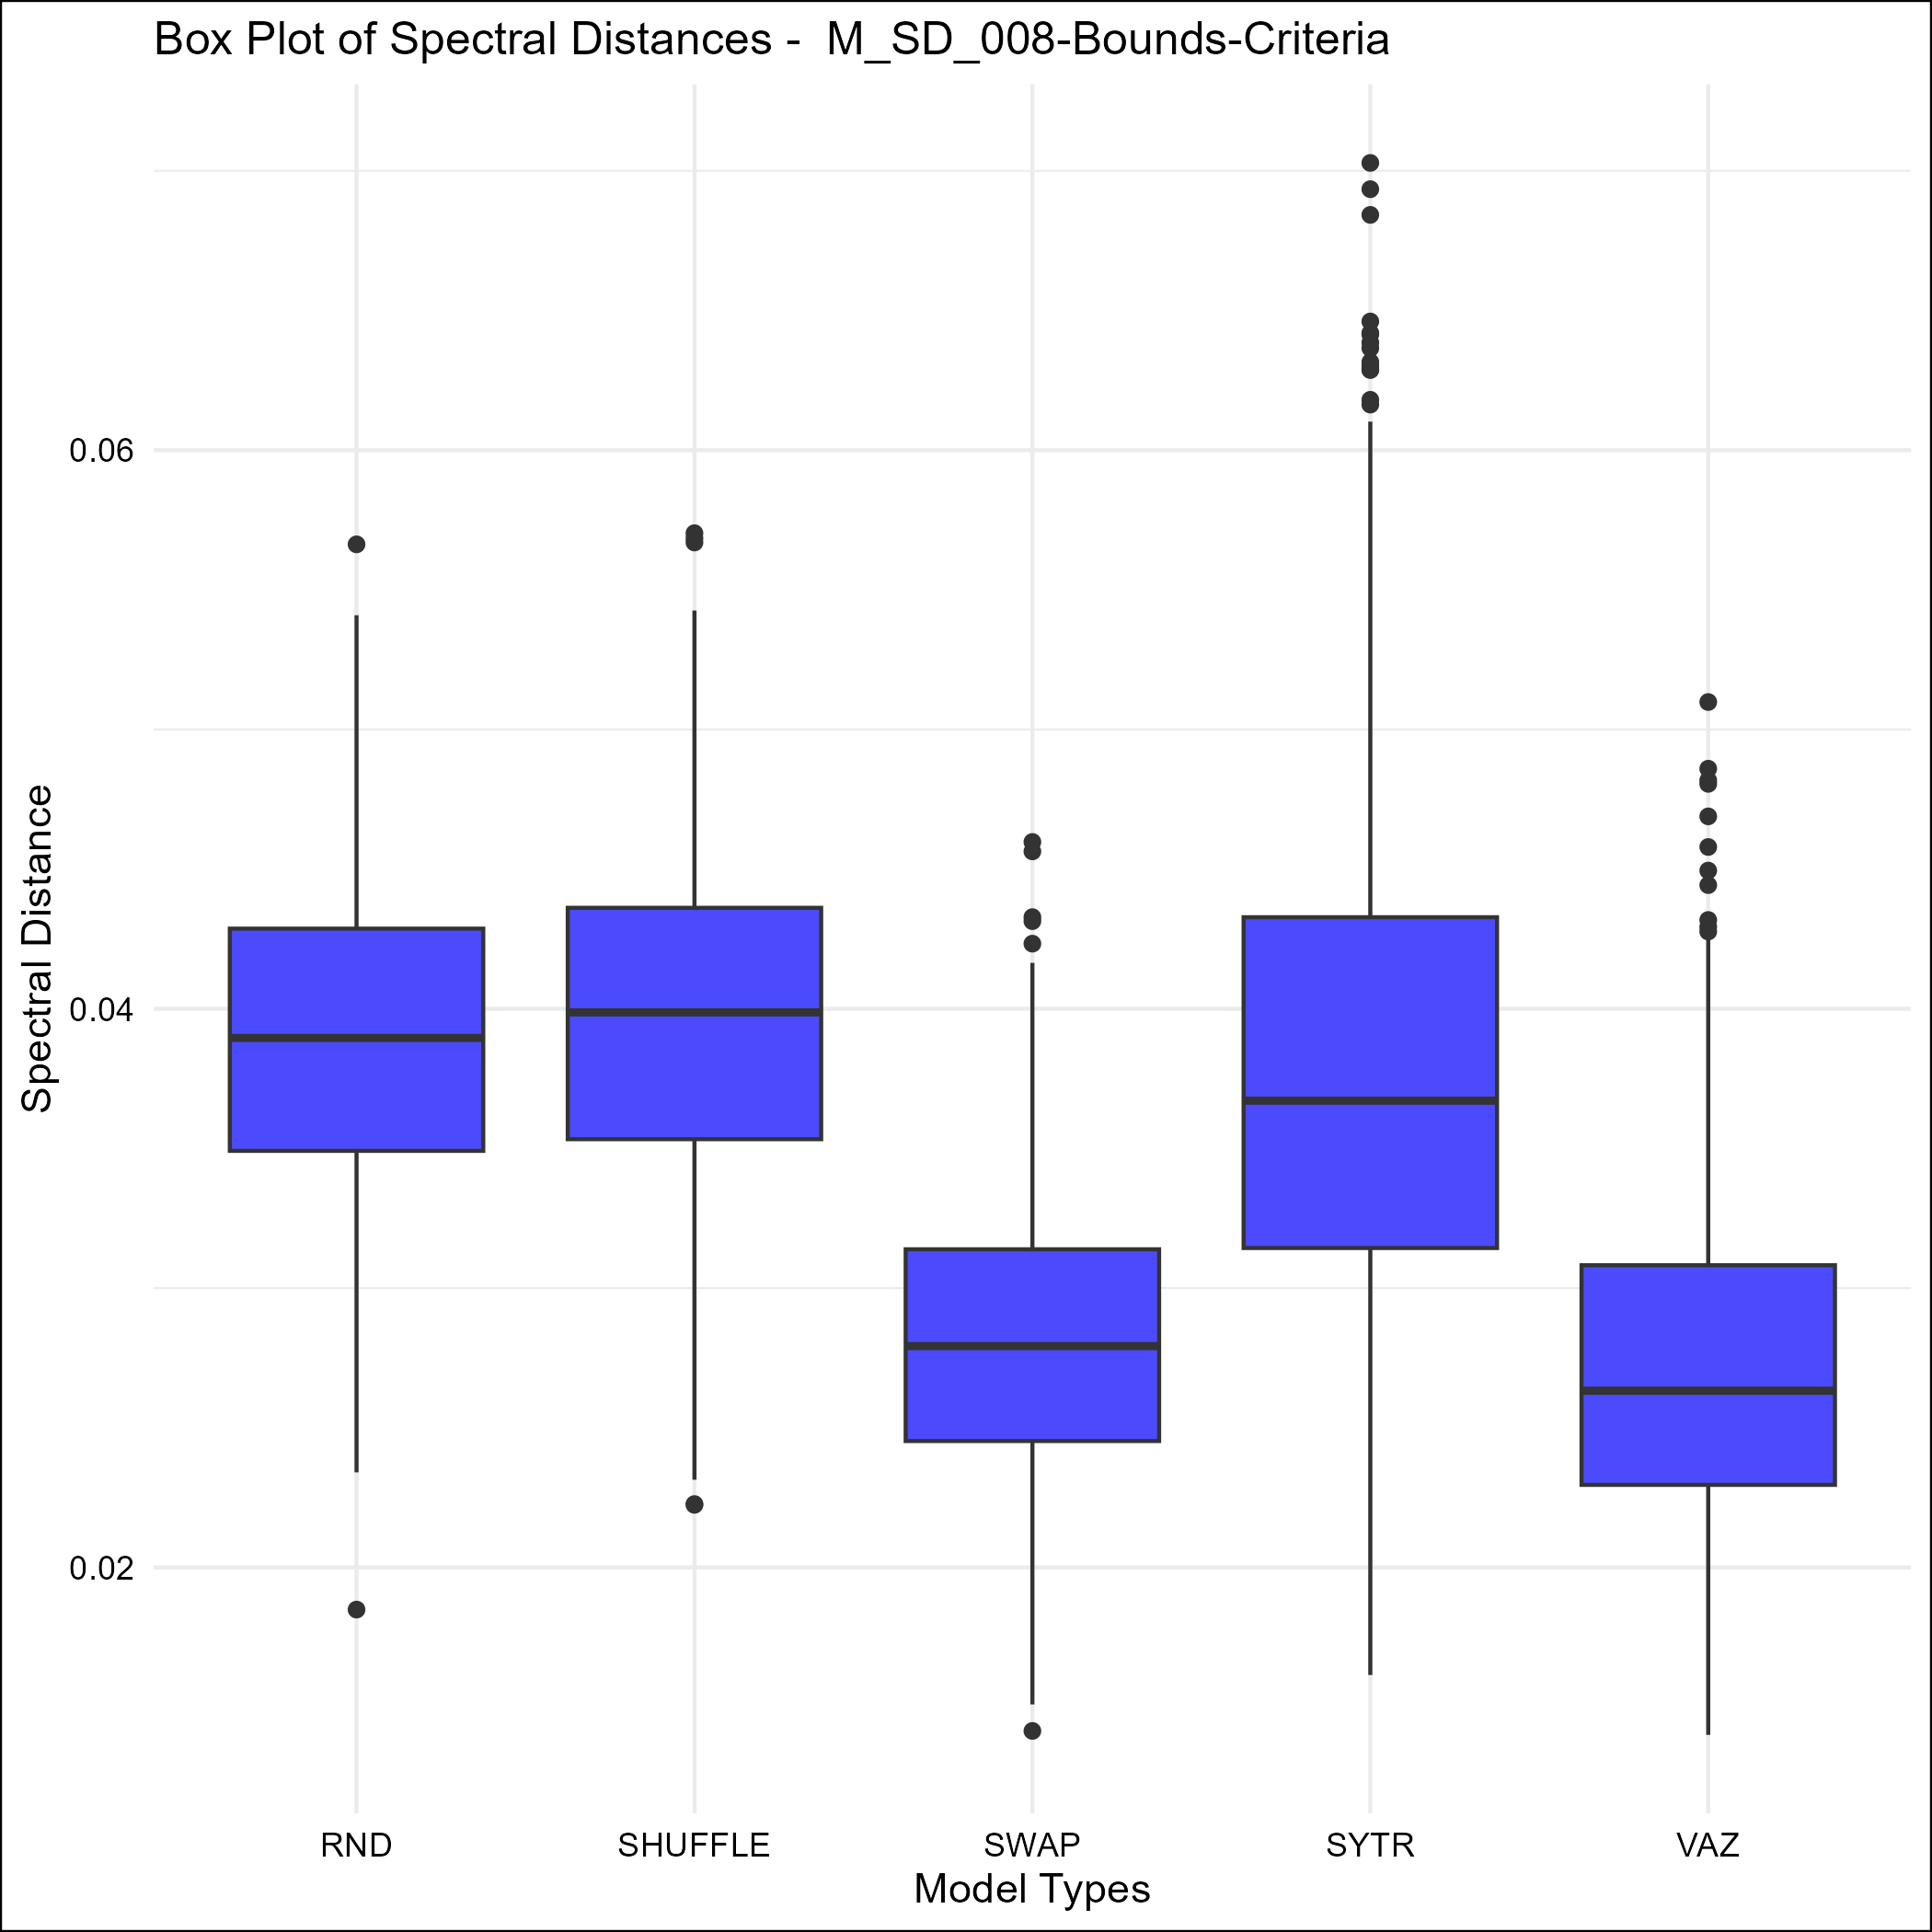 Box Plot of Spectral Distances -  M_SD_008-Bounds-Criteria
Spectral Distance
0.06
0.04
0.02
RND SHUFFLE SWAP SYTR VAZ
Model Types